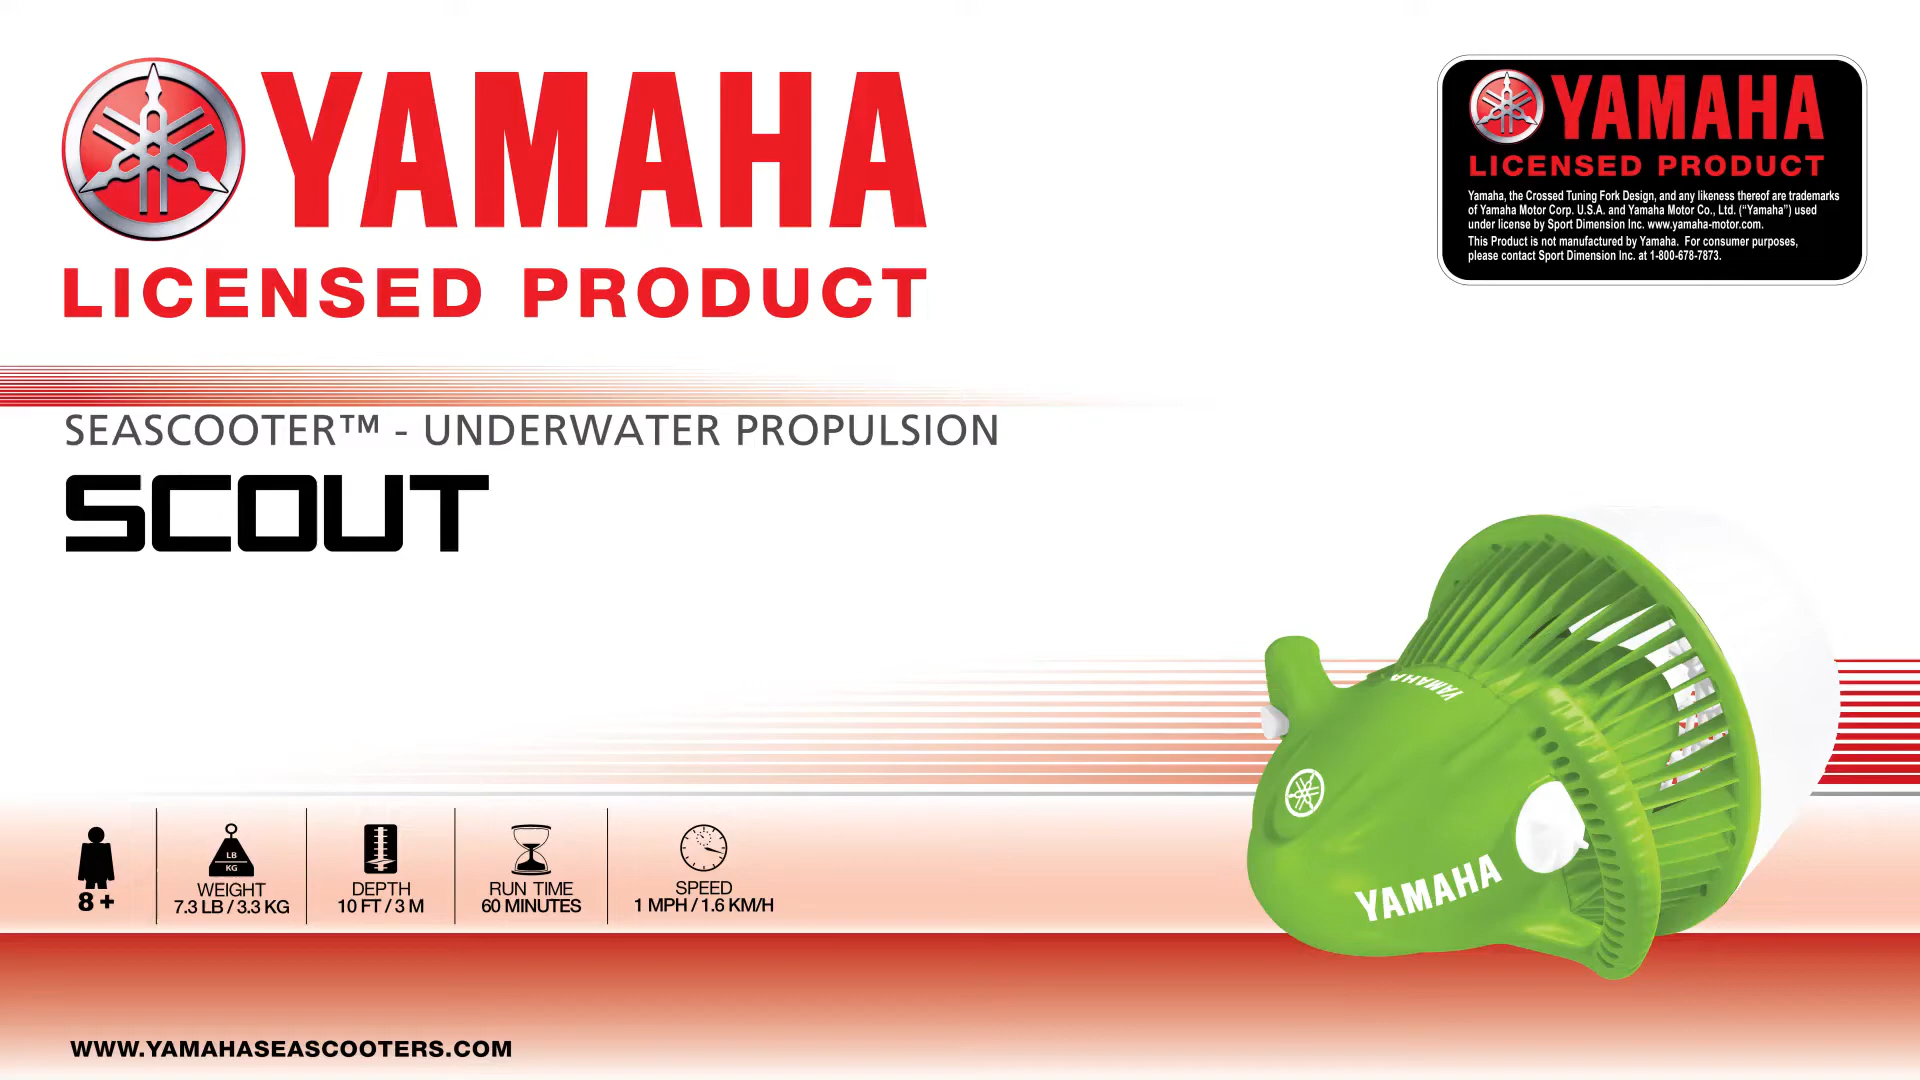 YAMAHA
LICENSED PRODUCT
YAMAHA
LICENSED PRODUCT
Yamaha, the Crossed Tuning Fork Design, and any likeness thereof are trademarks
of Yamaha Motor Corp. U.S.A. and Yamaha Motor Co., Ltd. (“Yamaha”) used
under license by Sport Dimension Inc. www.yamaha-motor.com.
This Product is not manufactured by Yamaha. For consumer purposes,
please contact Sport Dimension Inc. at 1-800-678-7873.
SEASCOOTER™ - UNDERWATER PROPULSION
SCOUT
YAMAHA
YAMAHA
8+
LB
KG
WEIGHT
7.3 LB / 3.3 KG
DEPTH
10 FT / 3 M
RUN TIME
60 MINUTES
SPEED
1 MPH / 1.6 KM/H
WWW.YAMAHASEASCOOTERS.COM